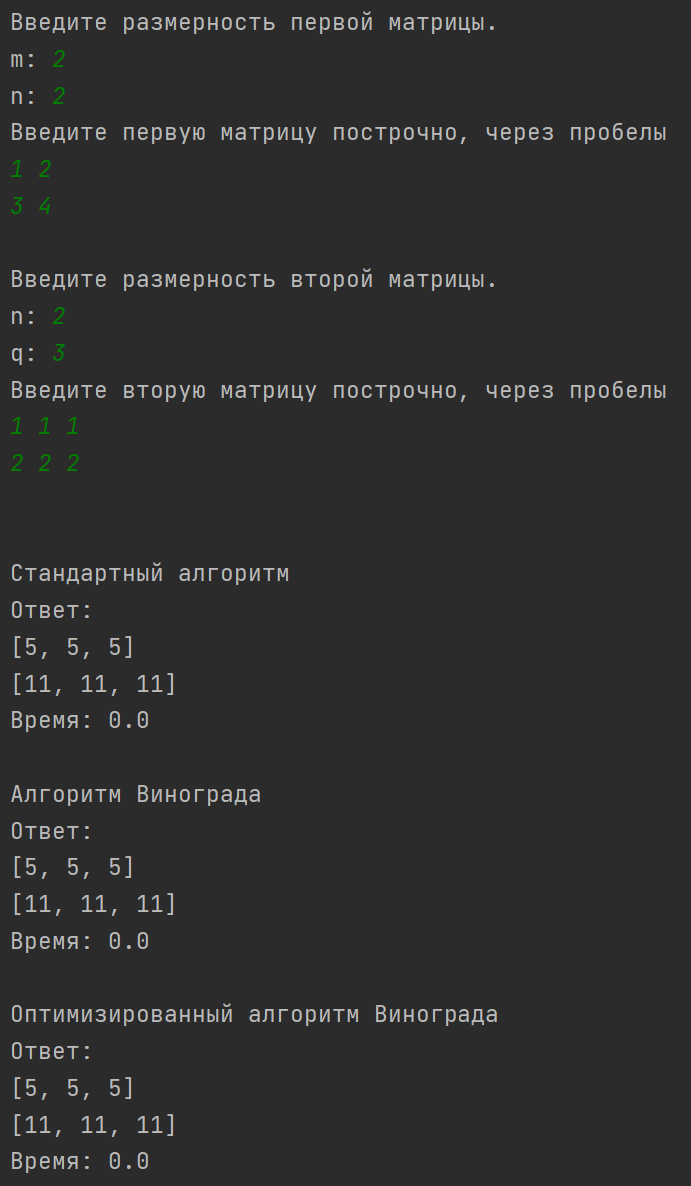 Введите размерность первой матрицы.
m: 2
n: 2
Введите первую матрицу построчно, через пробелы
1 2
3 4
Введите размерность второй матрицы.
n: 2
q: 3
Введите вторую матрицу построчно, через пробелы
1 1 1
2 2 2
Стандартный алгоритм
Ответ:
[5, 5, 5]
[11, 11, 11]
Время: 0.0
Алгоритм Винограда
Ответ:
[5, 5, 5]
[11, 11, 11]
Время: 0.0
Оптимизированный алгоритм Винограда
Ответ:
[5, 5, 5]
[11, 11, 11]
Время: 0.0